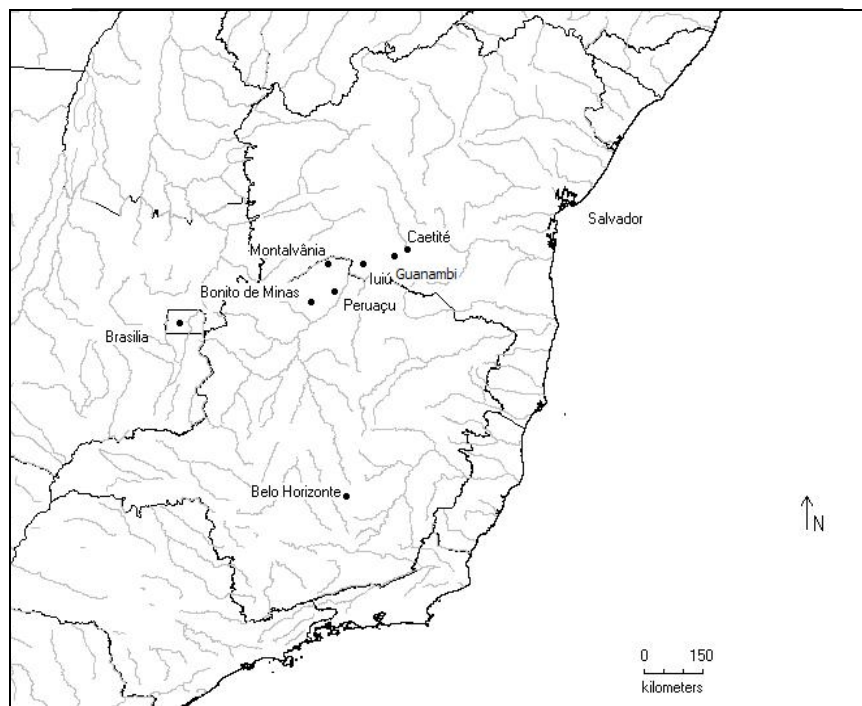 Salvador
Caetité
Montalvânia
Iuiú
Guanambi
Bonito de Minas
Peruaçu
Brasilia
Belo Horizonte
N
0 150
kilometers